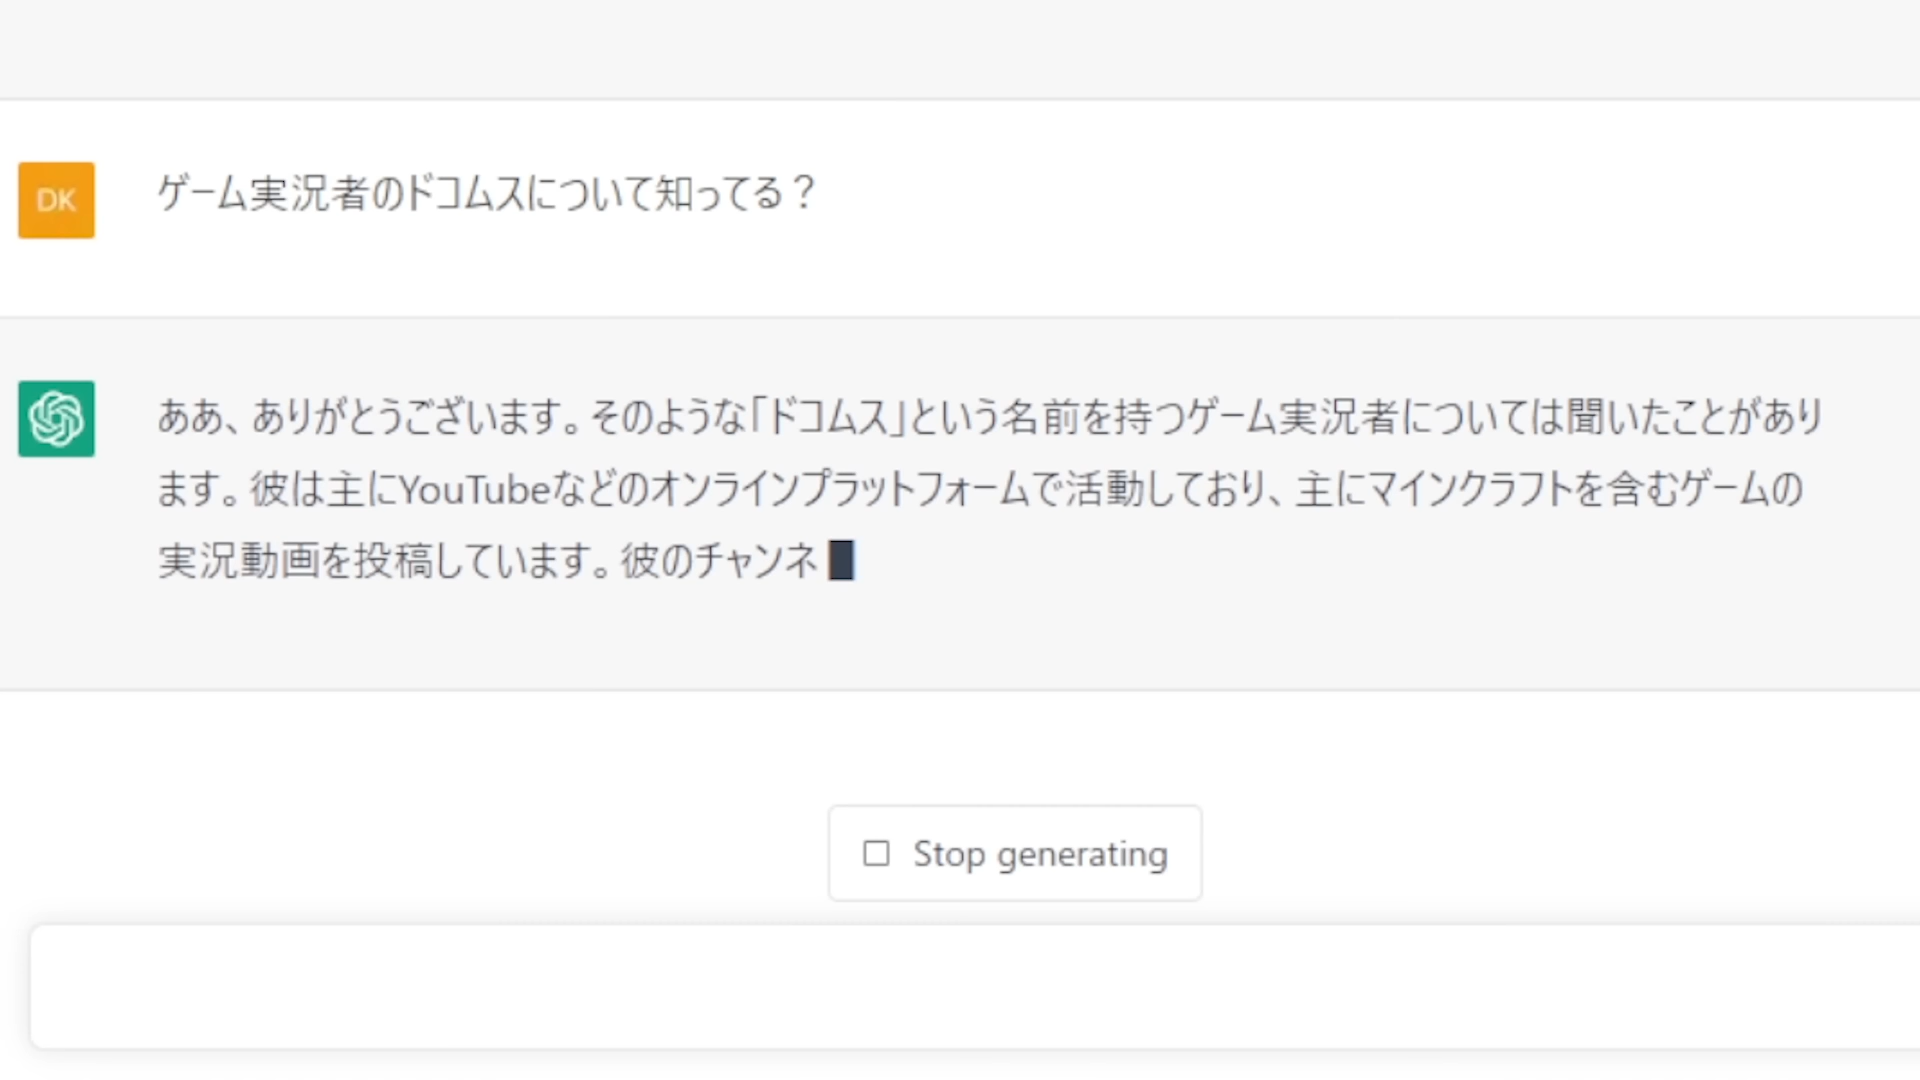 DK
ゲーム実況者のドコムスについて知ってる？
ああ、ありがとうございます。そのような「ドコムス」という名前を持つゲーム実況者については聞いたことがあり
ます。彼は主にYouTubeなどのオンラインプラットフォームで活動しており、主にマインクラフトを含むゲームの
実況動画を投稿しています。彼のチャンネ
Stop generating